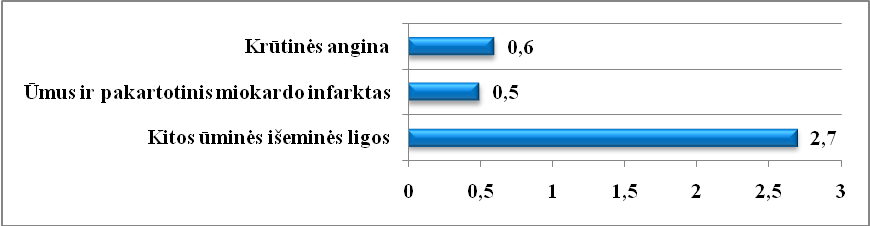 Krūtinės angina 0,6
Ūmus ir pakartotinis miokardo infarktas 0,5
Kitos ūminės išeminės ligos 2,7
0 0,5 1 1,5 2 2,5 3